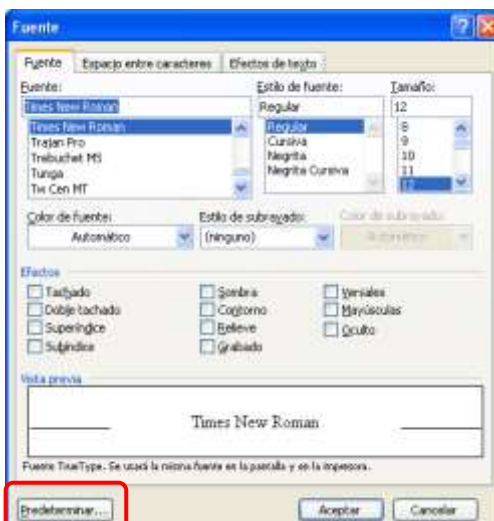 Fuente
Fuente Espacio entre caracteres Efectos de texto
Fuente: Estilo de fuente: Tamaño:
Times New Roman Regular 12
Times New Roman Regular 8
Trajan Pro Cursiva 9
Trebuchet MS Negrita 10
Tunga Negrita Cursiva 11
Tw Cen MT 12
Color de fuente: Estilo de subrayado: Color de subrayado:
Automático (ninguno) Automático
Efectos
Tachado Sombra Versales
Doble tachado Contorno Mayúsculas
Superíndice Relieve Oculto
Subíndice Grabado
Vista previa
Times New Roman
Fuente TrueType. Se usará la misma fuente en la pantalla y en la impresora.
Predeterminar... Aceptar Cancelar